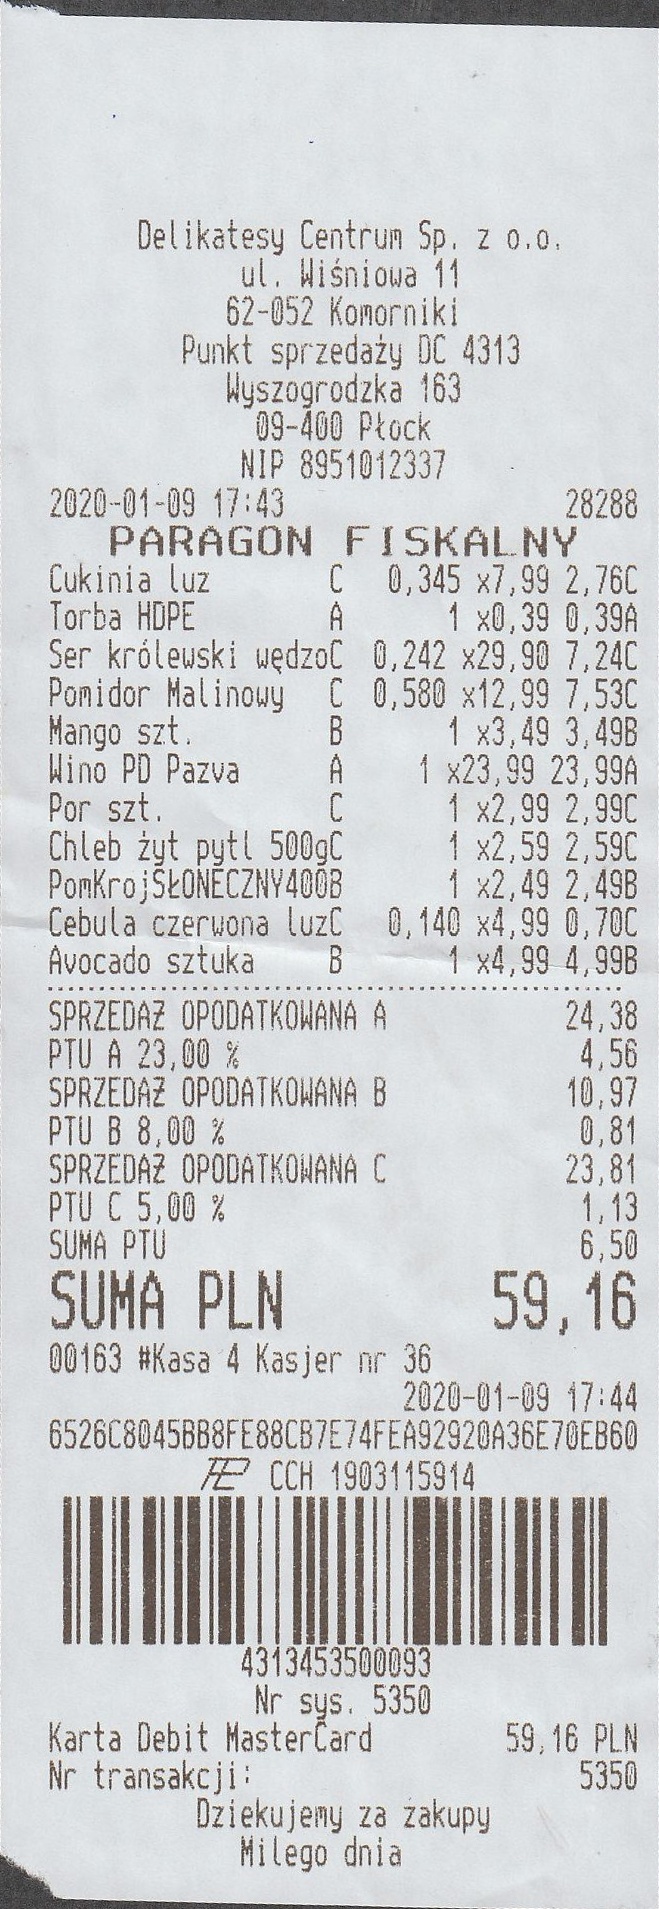 Delikatesy Centrum Sp. z o.o.
ul. Wiśniowa 11
62-052 Komorniki
Punkt sprzedaży DC 4313
Wyszogrodzka 163
09-400 Płock
NIP 8951012337
2020-01-09 17:43 28288
PARAGON FISKALNY
Cukinia luz C 0,345 x7,99 2,76C
Torba HDPE A 1 x0,39 0,39A
Ser królewski wędzoC 0,242 x29,90 7,24C
Pomidor Malinowy C 0,580 x12,99 7,53C
Mango szt. B 1 x3,49 3,49B
Wino PD Pazva A 1 x23,99 23,99A
Por szt. C 1 x2,99 2,99C
Chleb żyt pytl 500gC 1 x2,59 2,59C
PomKrojSŁONECZNY400B 1 x2,49 2,49B
Cebula czerwona luzC 0,140 x4,99 0,70C
Avocado sztuka B 1 x4,99 4,99B
SPRZEDAŻ OPODATKOWANA A 24,38
PTU A 23,00 % 4,56
SPRZEDAŻ OPODATKOWANA B 10,97
PTU B 8,00 % 0,81
SPRZEDAŻ OPODATKOWANA C 23,81
PTU C 5,00 % 1,13
SUMA PTU 6,50
SUMA PLN 59,16
00163 #Kasa 4 Kasjer nr 36
2020-01-09 17:44
6526C8045BB8FE88CB7E74FEA92920A36E70EB60
CCH 1903115914
4313453500093
Nr sys. 5350
Karta Debit MasterCard 59,16 PLN
Nr transakcji: 5350
Dziekujemy za zakupy
Milego dnia